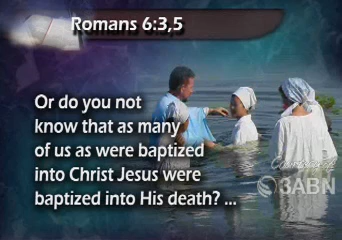 Romans 6:3,5
Or do you not
know that as many
of us as were baptized
into Christ Jesus were
baptized into His death? ...
3ABN